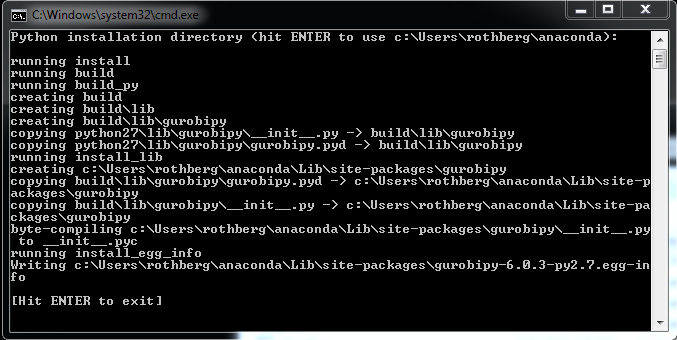 C:\Windows\system32\cmd.exe
Python installation directory (hit ENTER to use c:\Users\rothberg\anaconda):
running install
running build
running build_py
creating build
creating build\lib
creating build\lib\gurobipy
copying python27\lib\gurobipy\__init__.py -> build\lib\gurobipy
copying python27\lib\gurobipy\gurobipy.pyd -> build\lib\gurobipy
running install_lib
creating c:\Users\rothberg\anaconda\Lib\site-packages\gurobipy
copying build\lib\gurobipy\gurobipy.pyd -> c:\Users\rothberg\anaconda\Lib\site-p
ackages\gurobipy
copying build\lib\gurobipy\__init__.py -> c:\Users\rothberg\anaconda\Lib\site-pa
ckages\gurobipy
byte-compiling c:\Users\rothberg\anaconda\Lib\site-packages\gurobipy\__init__.py
 to __init__.pyc
running install_egg_info
Writing c:\Users\rothberg\anaconda\Lib\site-packages\gurobipy-6.0.3-py2.7.egg-in
fo
[Hit ENTER to exit]